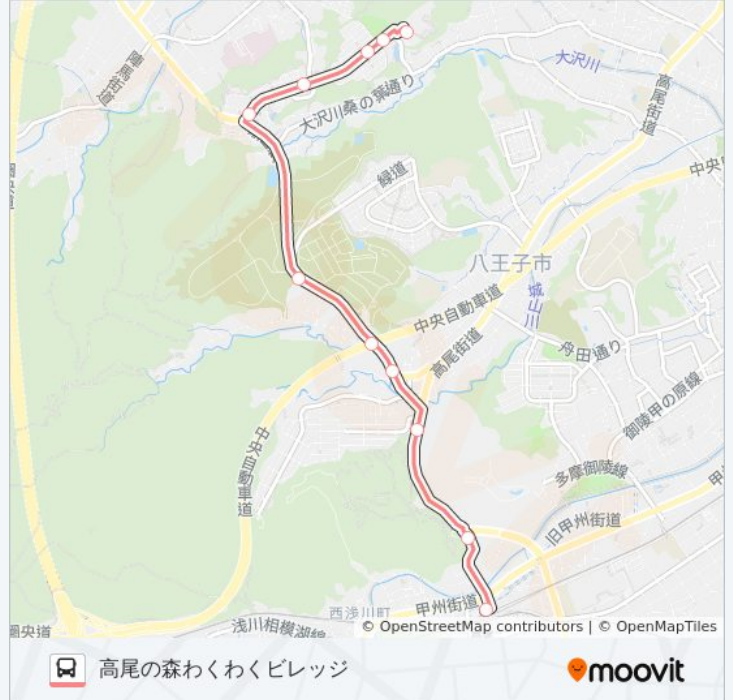 陣馬街道
大沢川
大沢川桑の葉通り
高尾街道
緑道
中央
八王子市
城山川
中央自動車道
高尾街道
舟田通り
御陵甲の原線
中央自動車道
多摩御陵線
甲州
旧甲州街道
甲州街道
西浅川町
圏央道
浅川相模湖線
© OpenStreetMap contributors | © OpenMapTiles
高尾の森わくわくビレッジ
moovit